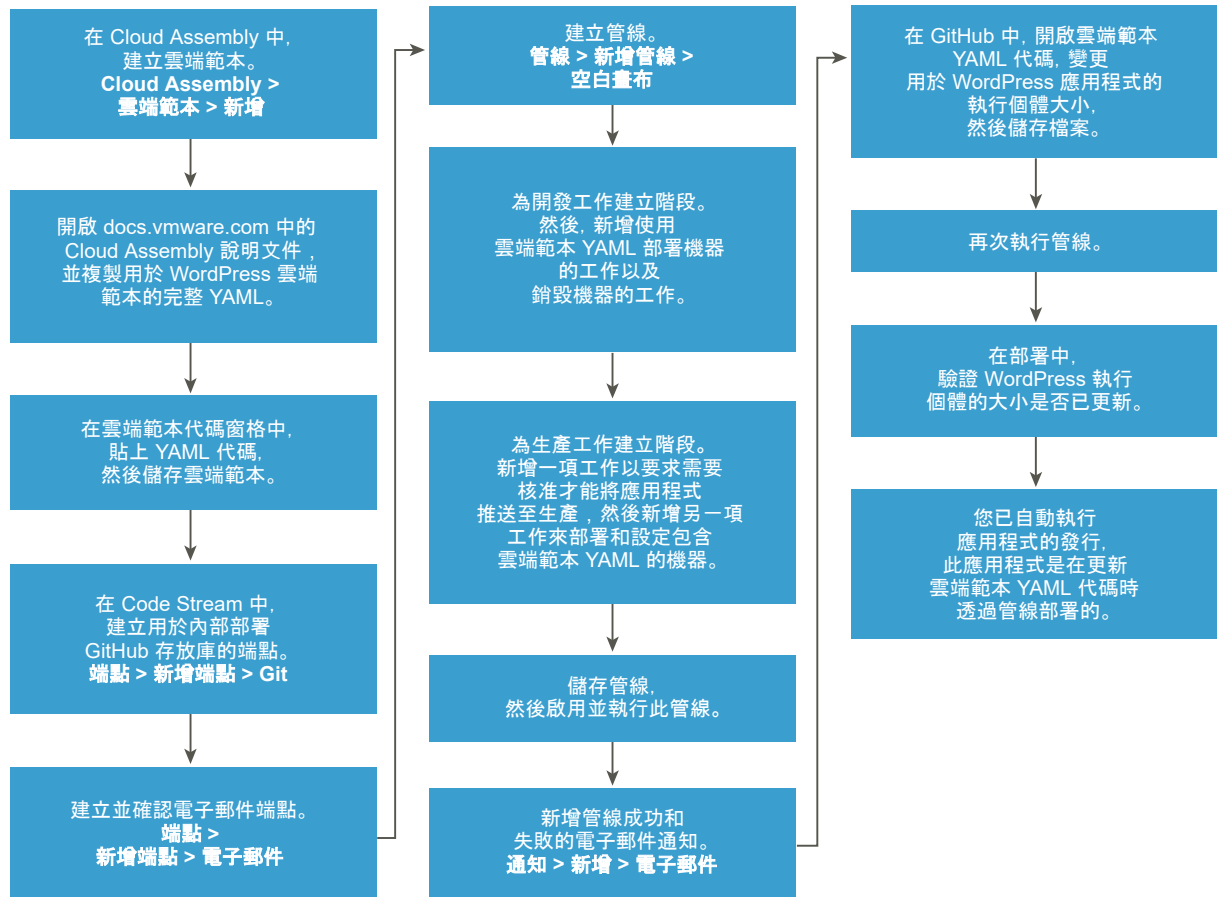 在 Cloud Assembly 中,
建立雲端範本。
Cloud Assembly >
雲端範本 > 新增
開啟 docs.vmware.com 中的
Cloud Assembly 說明文件，
並複製用於 WordPress 雲端
範本的完整 YAML。
在雲端範本代碼窗格中,
貼上 YAML 代碼,
然後儲存雲端範本。
在 Code Stream 中,
建立用於內部部署
GitHub 存放庫的端點。
端點 > 新增端點 > Git
建立並確認電子郵件端點。
端點 >
新增端點 > 電子郵件
建立管線。
管線 > 新增管線 >
空白畫布
為開發工作建立階段。
然後, 新增使用
雲端範本 YAML 部署機器
的工作以及
銷毀機器的工作。
為生產工作建立階段。
新增一項工作以要求需要
核准才能將應用程式
推送至生產，然後新增另一項
工作來部署和設定包含
雲端範本 YAML 的機器。
儲存管線,
然後啟用並執行此管線。
新增管線成功和
失敗的電子郵件通知。
通知 > 新增 > 電子郵件
在 GitHub 中, 開啟雲端範本
YAML 代碼, 變更
用於 WordPress 應用程式的
執行個體大小,
然後儲存檔案。
再次執行管線。
在部署中,
驗證 WordPress 執行
個體的大小是否已更新。
您已自動執行
應用程式的發行,
此應用程式是在更新
雲端範本 YAML 代碼時
透過管線部署的。